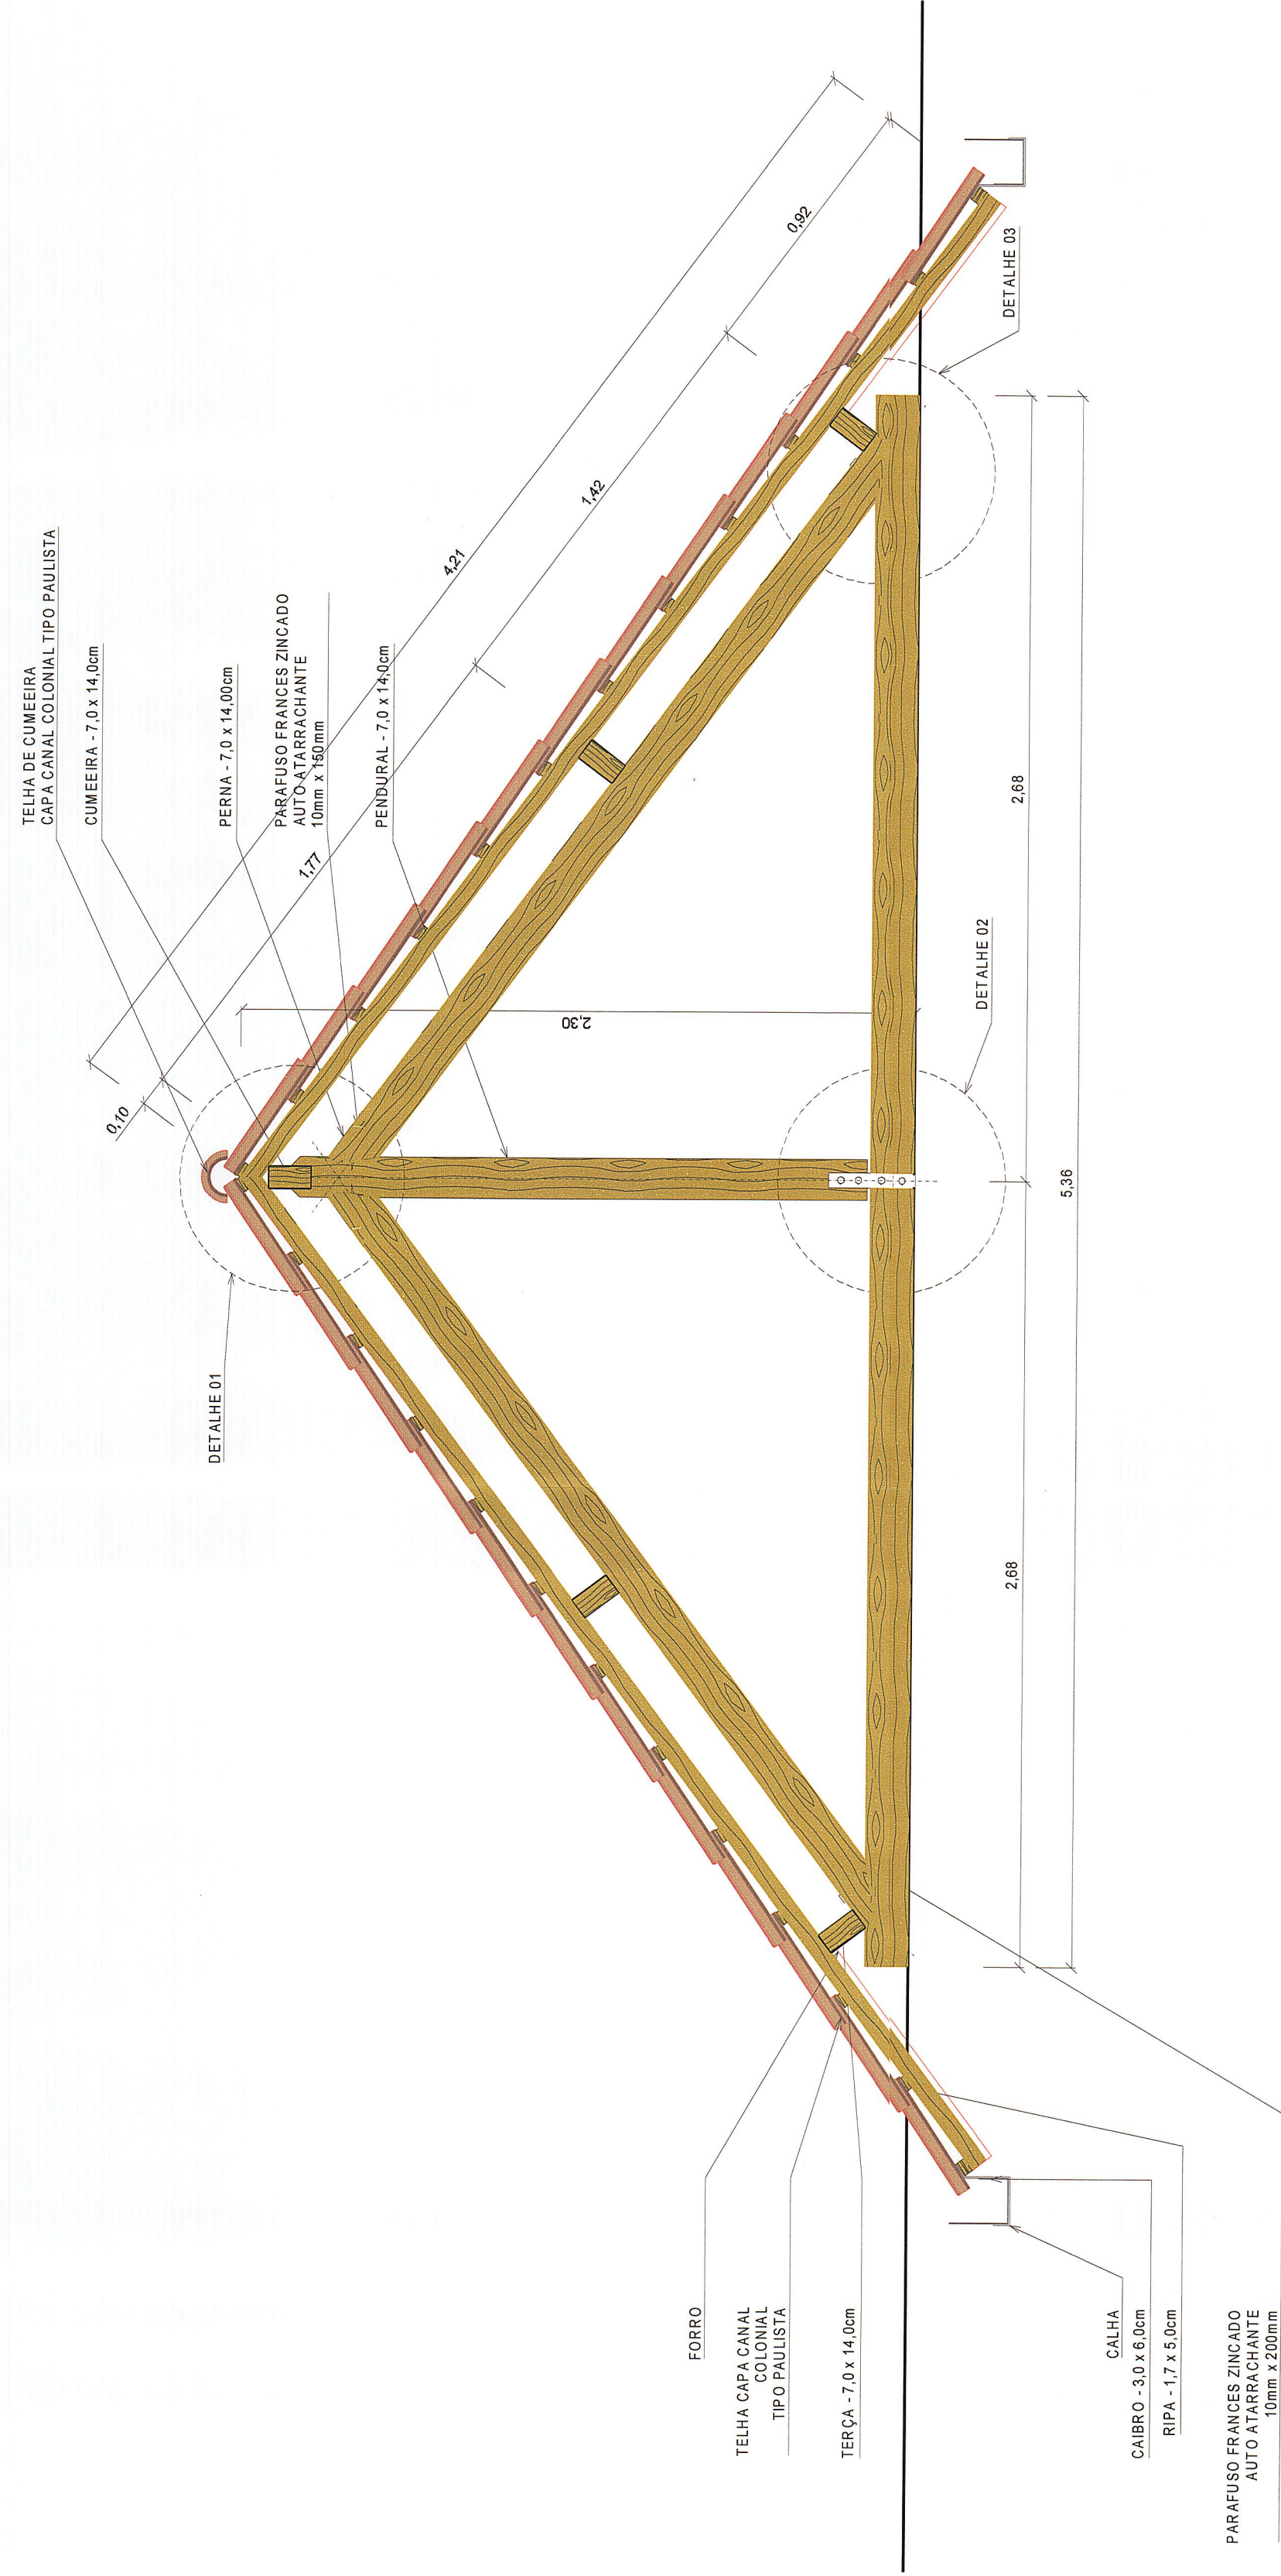 TELHA DE CUMEEIRA
CAPA CANAL COLONIAL TIPO PAULISTA
CUMEEIRA - 7,0 x 14,0cm
PERNA - 7,0 x 14,00cm
PARAFUSO FRANCES ZINCADO
AUTO ATARRACHANTE
10mm x 150mm
PENDURAL - 7,0 x 14,0cm
DETALHE 01
0,10
1,77
4,21
1,42
0,92
2,30
DETALHE 02
DETALHE 03
2,68
2,68
5,36
FORRO
TELHA CAPA CANAL
COLONIAL
TIPO PAULISTA
TERÇA - 7,0 x 14,0cm
CALHA
CAIBRO - 3,0 x 6,0cm
RIPA - 1,7 x 5,0cm
PARAFUSO FRANCES ZINCADO
AUTO ATARRACHANTE
10mm x 200mm